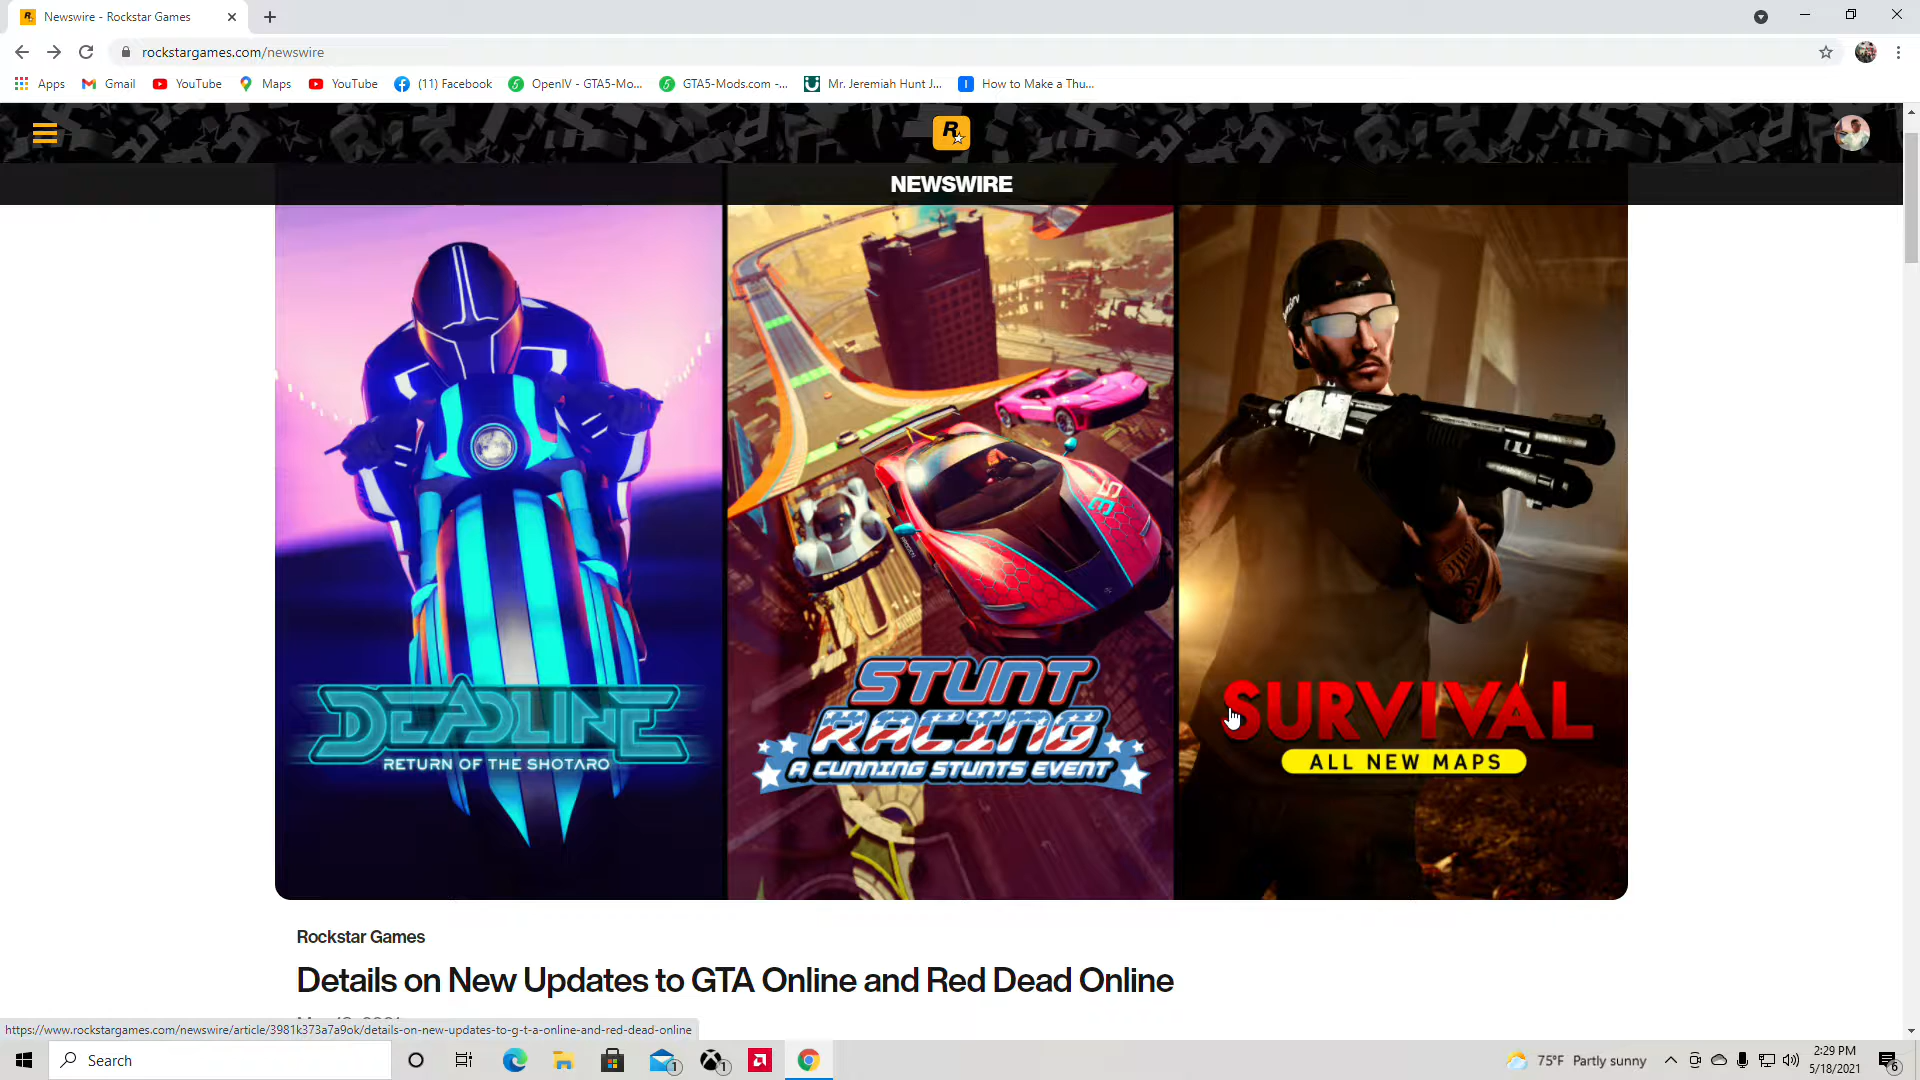 Newswire - Rockstar Games
rockstargames.com/newswire
Apps Gmail YouTube Maps YouTube (11) Facebook OpenIV - GTA5-Mo... GTA5-Mods.com -... Mr. Jeremiah Hunt J... How to Make a Thu...
NEWSWIRE
35
DEADLINE
RETURN OF THE SHOTARO
STUNT
RACING
A CUNNING STUNTS EVENT
SURVIVAL
ALL NEW MAPS
Rockstar Games
Details on New Updates to GTA Online and Red Dead Online
https://www.rockstargames.com/newswire/article/3981k373a7a9ok/details-on-new-updates-to-g-t-a-online-and-red-dead-online
Search
75°F Partly sunny
2:29 PM
5/18/2021